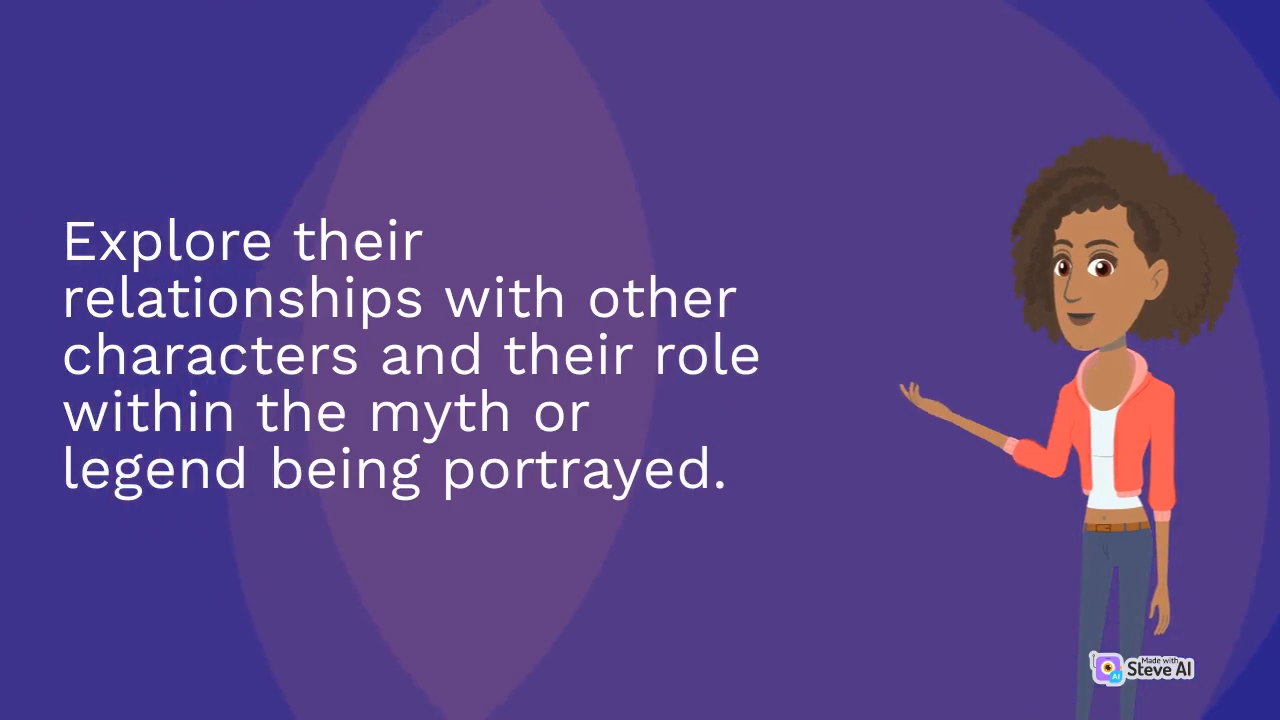 Explore their
relationships with other
characters and their role
within the myth or
legend being portrayed.
Made with
Steve AI
AI